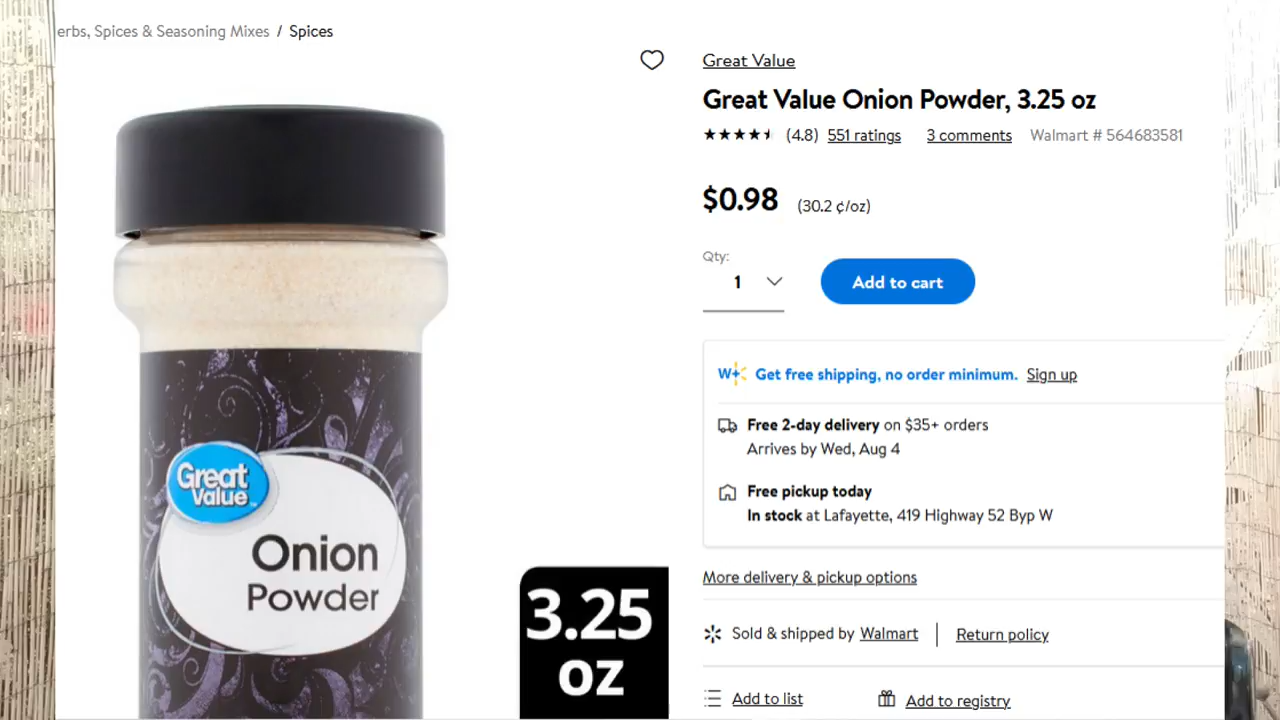 erbs, Spices & Seasoning Mixes / Spices
Great Value
Great Value Onion Powder, 3.25 oz
(4.8) 551 ratings 3 comments Walmart # 564683581
$0.98 (30.2 ¢/oz)
Qty:
1
Add to cart
W+ Get free shipping, no order minimum. Sign up
Free 2-day delivery on $35+ orders
Arrives by Wed, Aug 4
Free pickup today
In stock at Lafayette, 419 Highway 52 Byp W
More delivery & pickup options
Sold & shipped by Walmart | Return policy
Add to list Add to registry
Great
Value
Onion
Powder
3.25
oz